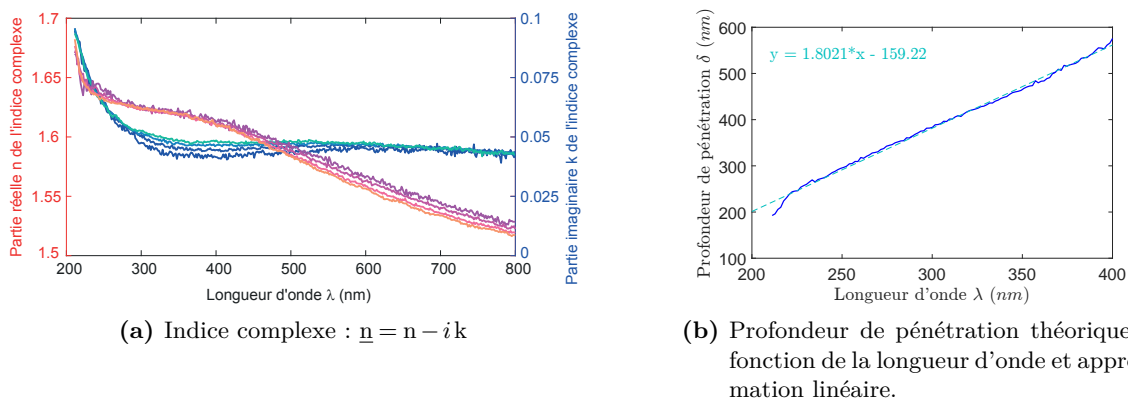 Partie réelle n de l'indice complexe
1.7
1.65
1.6
1.55
1.5
0.1
0.075
0.05
0.025
0
Partie imaginaire k de l'indice complexe
200 300 400 500 600 700 800
Longueur d'onde λ (nm)
(a) Indice complexe : n = n − i k
Profondeur de pénétration δ (nm)
600
500
400
300
200
100
y = 1.8021*x - 159.22
200 250 300 350 400
Longueur d'onde λ (nm)
(b) Profondeur de pénétration théorique
fonction de la longueur d'onde et appro
mation linéaire.